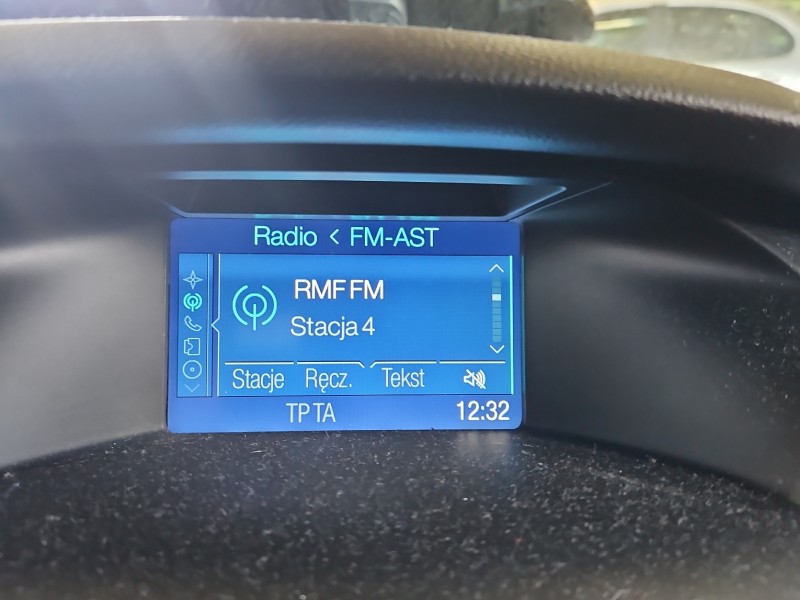 Radio < FM-AST
RMF FM
Stacja 4
Stacje Ręcz. Tekst
TP TA 12:32